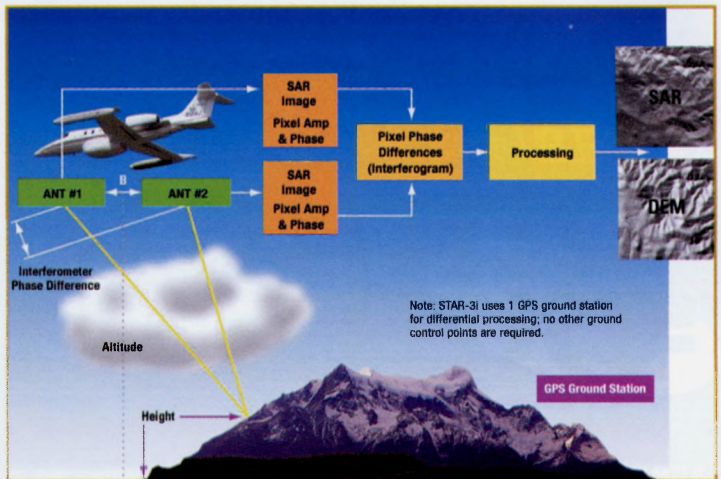 SAR
Image
Pixel Amp
& Phase
SAR
Image
Pixel Amp
& Phase
Pixel Phase
Differences
(Interferogram)
Processing
SAR
DEM
ANT #1
B
ANT #2
Interferometer
Phase Difference
Altitude
Note: STAR-3i uses 1 GPS ground station
for differential processing; no other ground
control points are required.
GPS Ground Station
Height